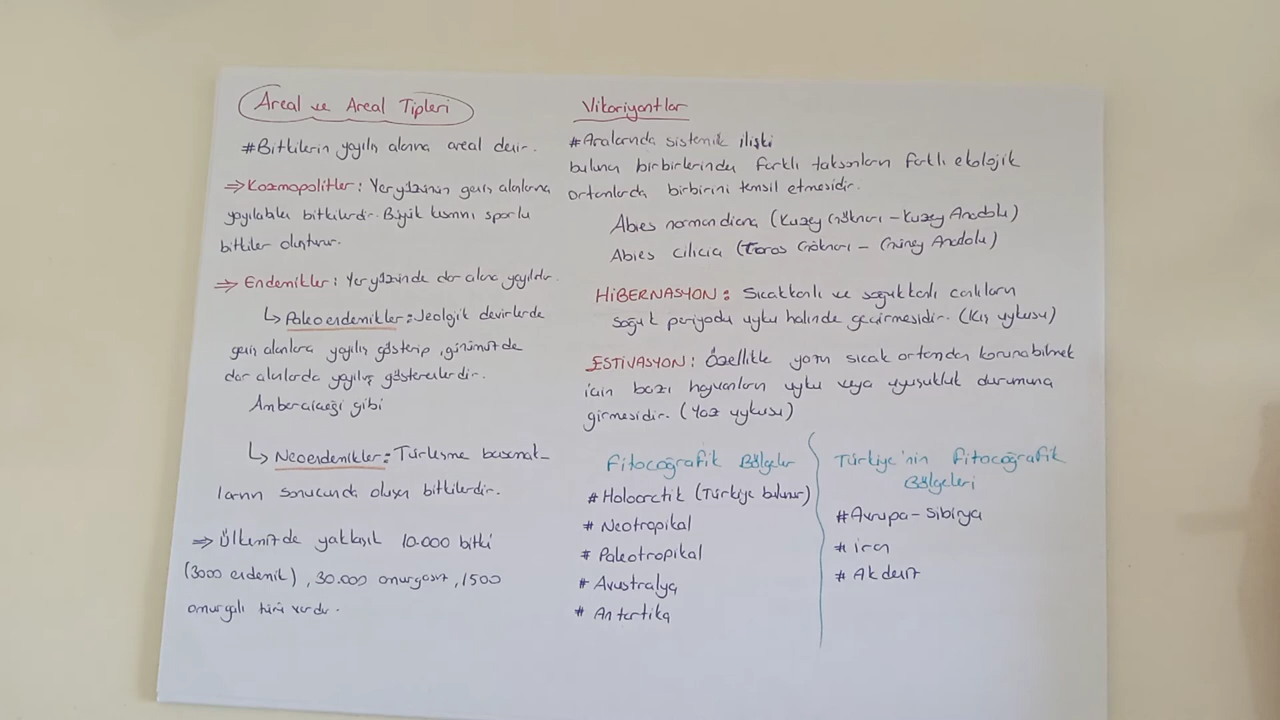 Areal ve Areal Tipleri
#Bitkilerin yayılış alanına areal denir.
⇒Kozmopolitler: Yeryüzünün geniş alanlarına
yayılabilen bitkilerdir. Büyük kısmını sporlu
bitkiler oluşturur.
⇒ Endemikler: Yeryüzünde dar alana yayılır.
↳ Paleoendemikler: Jeolojik devirlerde
geniş alanlara yayılış gösterip, günümüzde
dar alanlarda yayılış gösterenlerdir.
Amberçiçeği gibi
↳ Neoendemikler: Türleşme basamak-
larının sonucunda oluşan bitkilerdir.
⇒ Ülkemizde yaklaşık 10.000 bitki
(3000 endemik), 30.000 omurgasız, 1500
omurgalı türü vardır.
Vikariyantlar
#Aralarında sistemik ilişki
bulunan birbirlerinden farklı taksonların farklı ekolojik
ortamlarda birbirini temsil etmesidir.
Abies normandiana (Kuzey Göknarı - Kuzey Anadolu)
Abies cilicia (Toros Göknarı - Güney Anadolu)
HİBERNASYON: Sıcakkanlı ve soğukkanlı canlıların
soğuk periyodu uyku halinde geçirmesidir. (Kış uykusu)
ESTİVASYON: Özellikle yazın sıcak ortamdan korunabilmek
için bazı hayvanların uyku veya uyuşukluk durumuna
girmesidir. (Yaz uykusu)
Fitocoğrafik Bölgeler
#Holoarctik (Türkiye bulunur)
# Neotropikal
# Paleotropikal
# Avustralya
# Antartika
Türkiye'nin Fitocoğrafik
Bölgeleri
#Avrupa-Sibirya
# İran
# Akdeniz